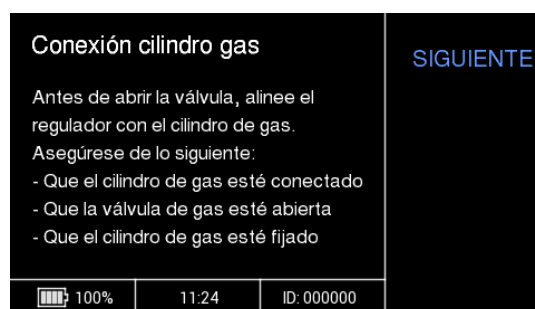 Conexión cilindro gas
SIGUIENTE
Antes de abrir la válvula, alinee el
regulador con el cilindro de gas.
Asegúrese de lo siguiente:
- Que el cilindro de gas esté conectado
- Que la válvula de gas esté abierta
- Que el cilindro de gas esté fijado
100%
11:24
ID: 000000